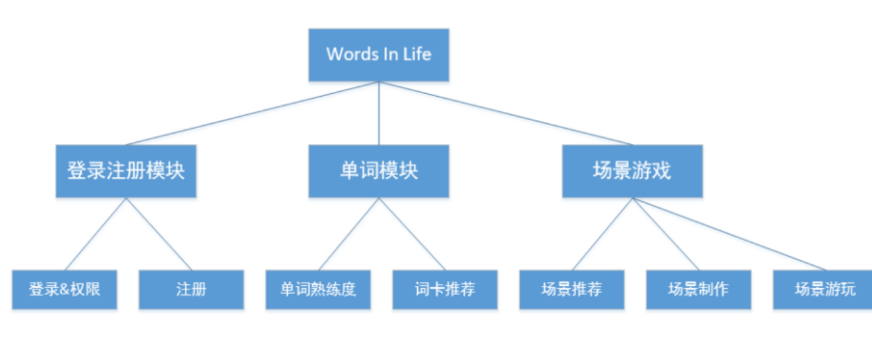 Words In Life
登录注册模块
单词模块
场景游戏
登录&权限
注册
单词熟练度
词卡推荐
场景推荐
场景制作
场景游玩